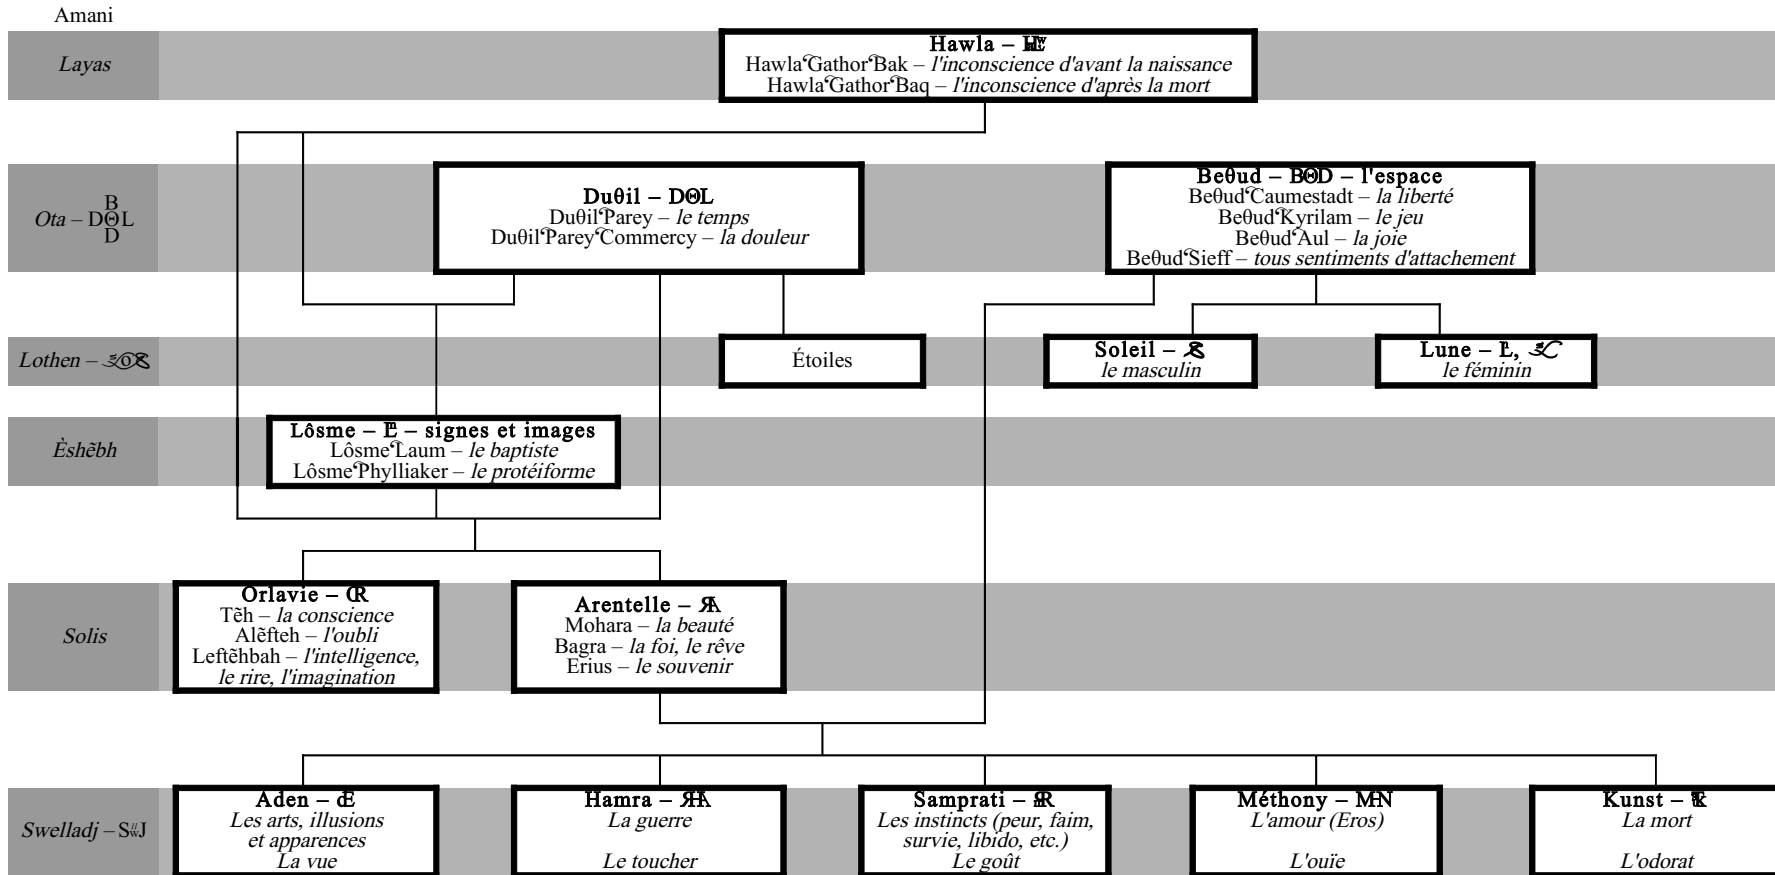 Amani
Layas
Hawla –
Hawla Gathor Bak – l'inconscience d'avant la naissance
Hawla Gathor Baq – l'inconscience d'après la mort
Ota – DΘL
B
D
Duθil – DΘL
Duθil Parey – le temps
Duθil Parey Commercy – la douleur
Beθud – BΘD – l'espace
Beθud Caumestadt – la liberté
Beθud Kyrilam – le jeu
Beθud Aul – la joie
Beθud Sieff – tous sentiments d'attachement
Lothen –
Étoiles
Soleil –
le masculin
Lune –
le féminin
Èshẽbh
Lôsme – – signes et images
Lôsme Laum – le baptiste
Lôsme Phylliaker – le protéiforme
Solis
Orlavie –
Tẽh – la conscience
Alẽfteh – l'oubli
Leftẽhbah – l'intelligence,
le rire, l'imagination
Arentelle –
Mohara – la beauté
Bagra – la foi, le rêve
Erius – le souvenir
Swelladj –
Aden –
Les arts, illusions
et apparences
La vue
Hamra –
La guerre
Le toucher
Samprati –
Les instincts (peur, faim,
survie, libido, etc.)
Le goût
Méthony –
L'amour (Eros)
L'ouïe
Kunst –
La mort
L'odorat